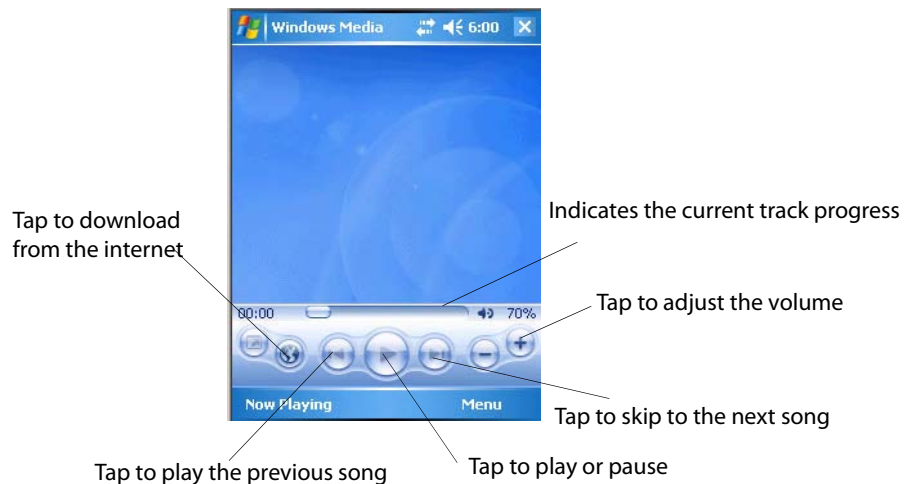 Windows Media 6:00
Tap to download
from the internet
Indicates the current track progress
00:00 70%
Tap to adjust the volume
Now Playing Menu
Tap to skip to the next song
Tap to play the previous song
Tap to play or pause